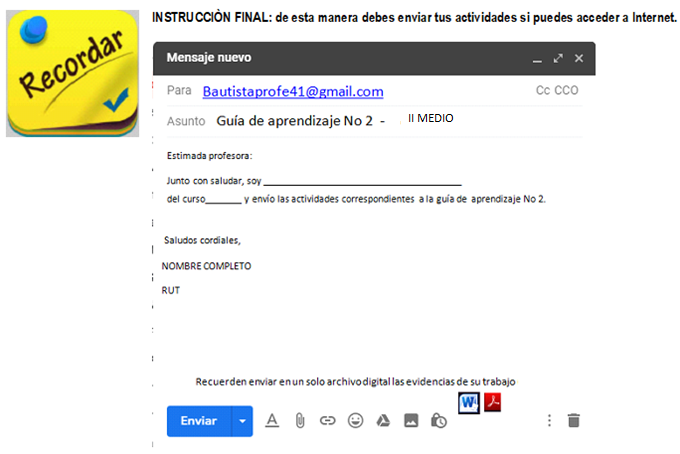 Recordar
INSTRUCCIÒN FINAL: de esta manera debes enviar tus actividades si puedes acceder a Internet.
Mensaje nuevo
Para Bautistaprofe41@gmail.com Cc CCO
Asunto Guía de aprendizaje No 2 - II MEDIO
Estimada profesora:
Junto con saludar, soy ____________________________________
del curso_______ y envío las actividades correspondientes a la guía de aprendizaje No 2.
Saludos cordiales,
NOMBRE COMPLETO
RUT
Recuerden enviar en un solo archivo digital las evidencias de su trabajo
W
Enviar A